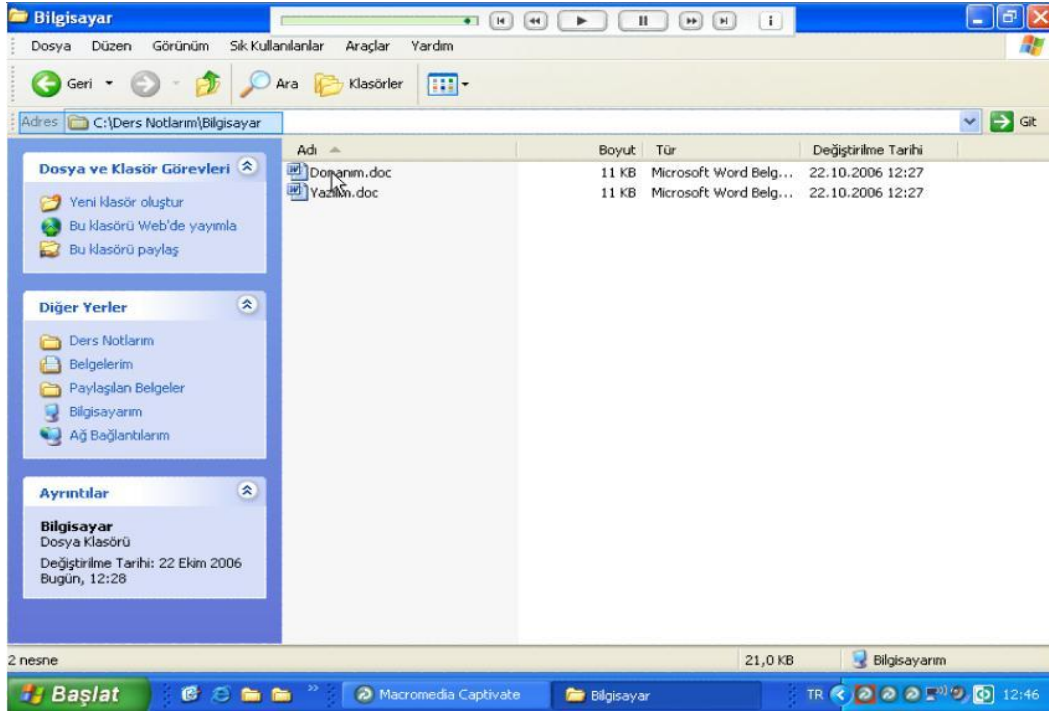 Bilgisayar
Dosya Düzen Görünüm Sık Kullanılanlar Araçlar Yardım
Geri Ara Klasörler
Adres C:\Ders Notlarım\Bilgisayar Git
Adı Boyut Tür Değiştirilme Tarihi
Donanım.doc 11 KB Microsoft Word Belg... 22.10.2006 12:27
Yazılım.doc 11 KB Microsoft Word Belg... 22.10.2006 12:27
Dosya ve Klasör Görevleri
Yeni klasör oluştur
Bu klasörü Web'de yayımla
Bu klasörü paylaş
Diğer Yerler
Ders Notlarım
Belgelerim
Paylaşılan Belgeler
Bilgisayarım
Ağ Bağlantılarım
Ayrıntılar
Bilgisayar
Dosya Klasörü
Değiştirilme Tarihi: 22 Ekim 2006
Bugün, 12:28
2 nesne 21,0 KB Bilgisayarım
Başlat Macromedia Captivate Bilgisayar TR 12:46